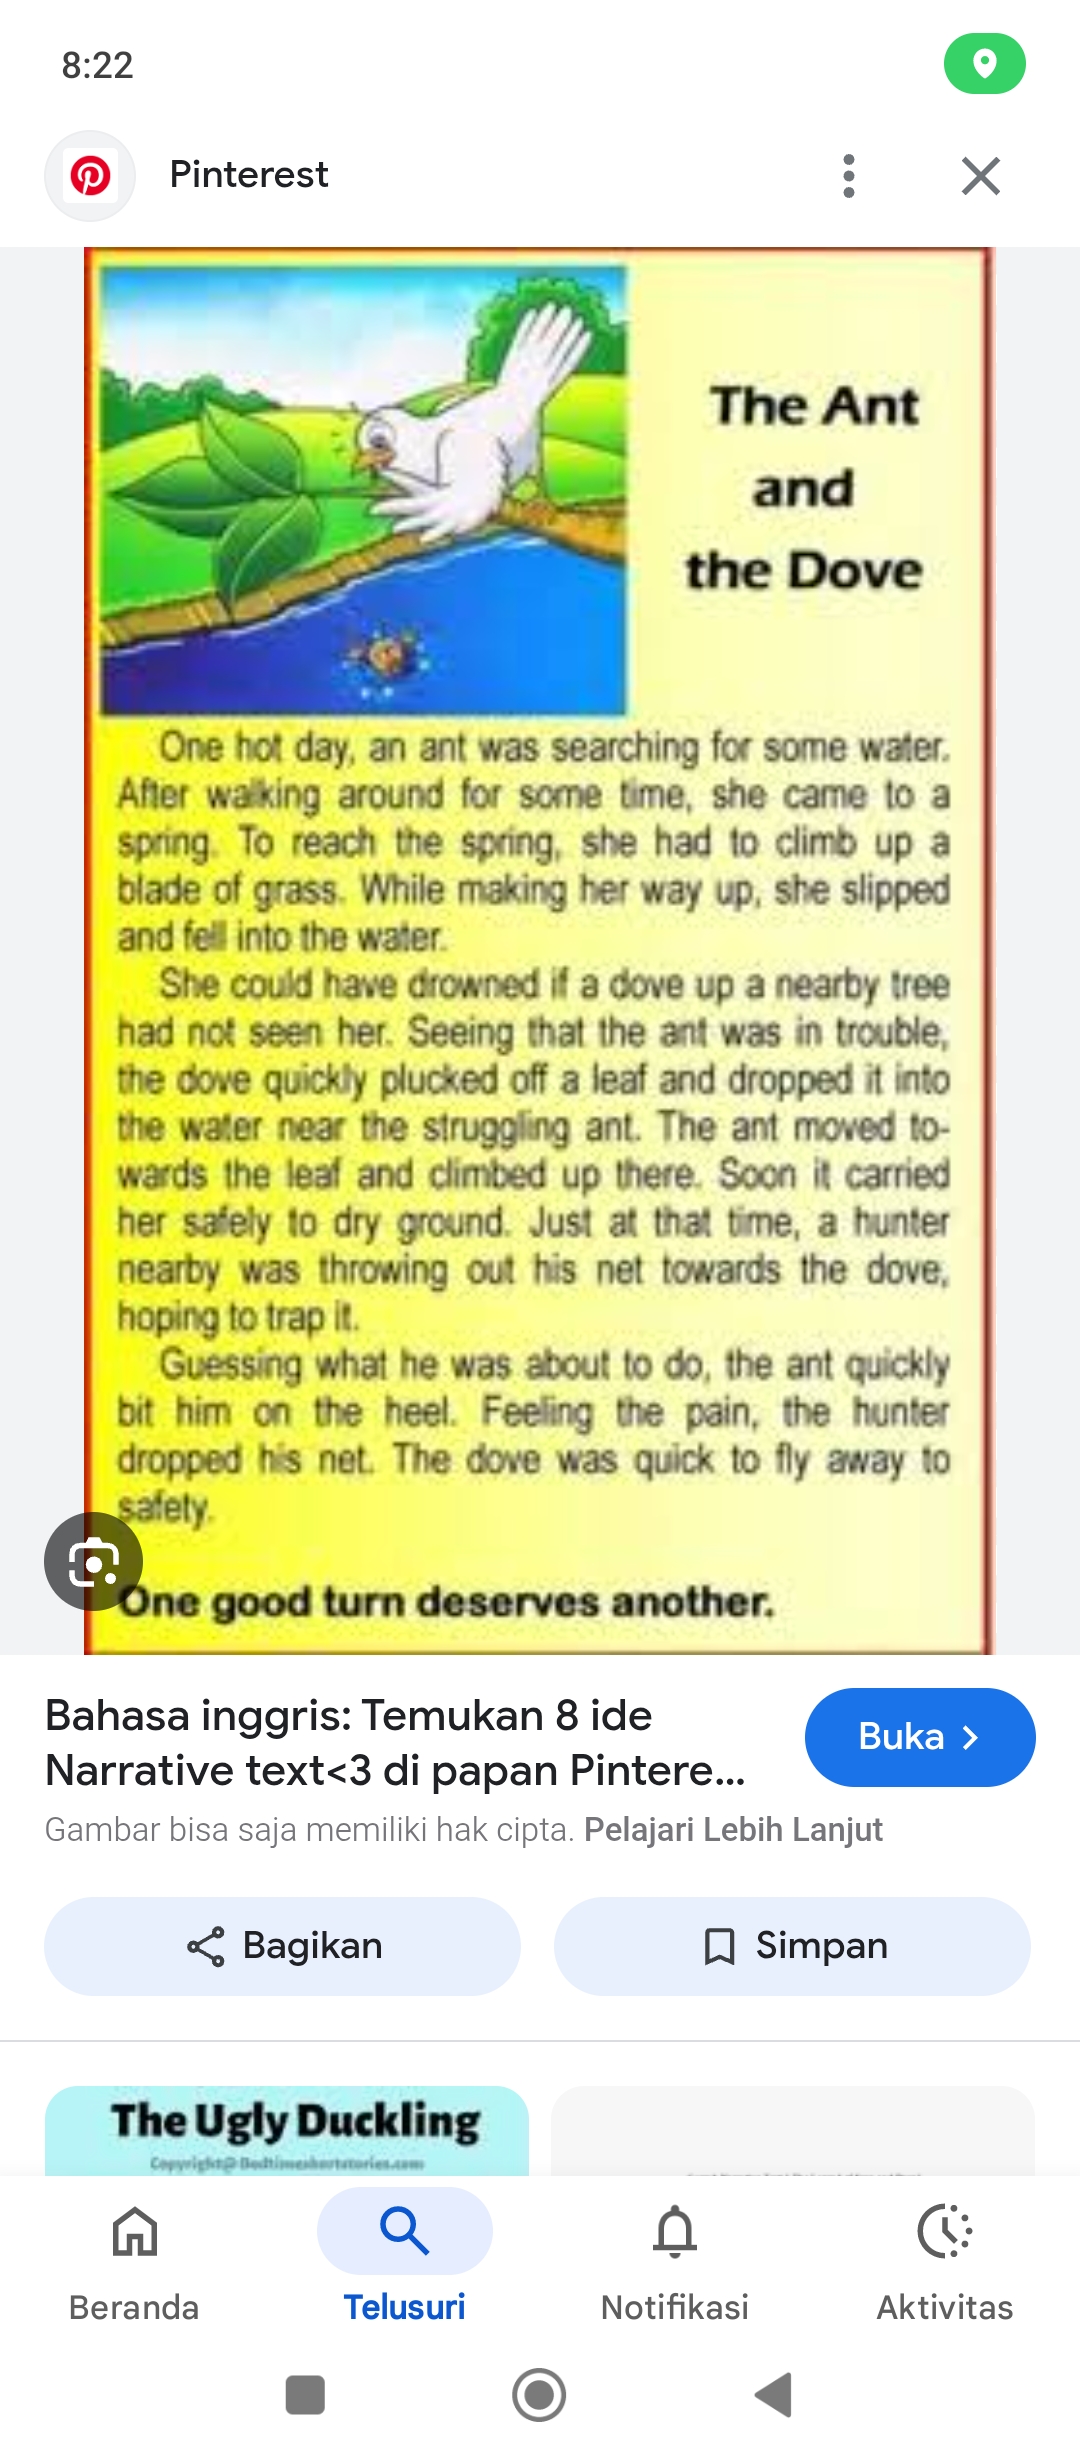 8:22
Pinterest
The Ant
and
the Dove
One hot day, an ant was searching for some water.
After walking around for some time, she came to a
spring. To reach the spring, she had to climb up a
blade of grass. While making her way up, she slipped
and fell into the water.
She could have drowned if a dove up a nearby tree
had not seen her. Seeing that the ant was in trouble,
the dove quickly plucked off a leaf and dropped it into
the water near the struggling ant. The ant moved to-
wards the leaf and climbed up there. Soon it carried
her safely to dry ground. Just at that time, a hunter
nearby was throwing out his net towards the dove,
hoping to trap it.
Guessing what he was about to do, the ant quickly
bit him on the heel. Feeling the pain, the hunter
dropped his net. The dove was quick to fly away to
safety.
One good turn deserves another.
Bahasa inggris: Temukan 8 ide
Narrative text<3 di papan Pintere...
Buka
Gambar bisa saja memiliki hak cipta. Pelajari Lebih Lanjut
Bagikan
Simpan
The Ugly Duckling
Copyright@Bedtimeshortstories.com
Beranda
Telusuri
Notifikasi
Aktivitas